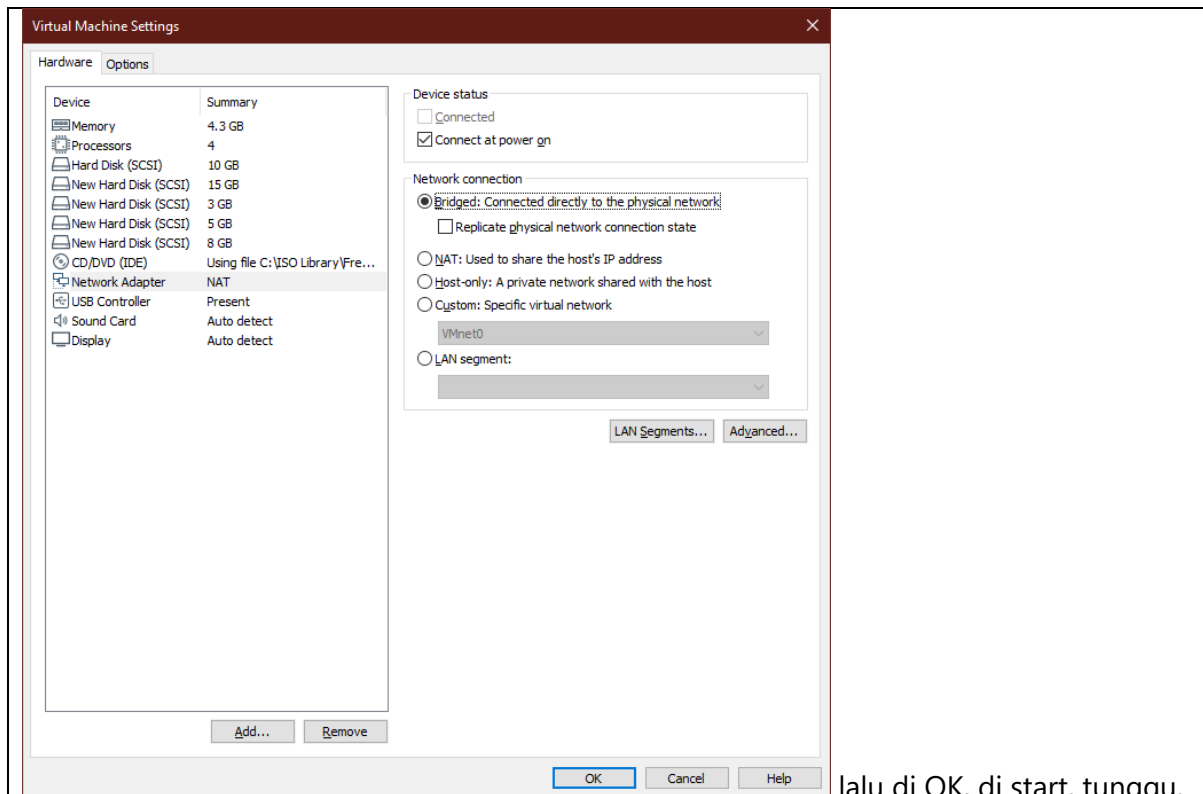 Virtual Machine Settings
Hardware Options
Device Summary
Memory 4.3 GB
Processors 4
Hard Disk (SCSI) 10 GB
New Hard Disk (SCSI) 15 GB
New Hard Disk (SCSI) 3 GB
New Hard Disk (SCSI) 5 GB
New Hard Disk (SCSI) 8 GB
CD/DVD (IDE) Using file C:\ISO Library\Fre...
Network Adapter NAT
USB Controller Present
Sound Card Auto detect
Display Auto detect
Add... Remove
Device status
Connected
Connect at power on
Network connection
Bridged: Connected directly to the physical network
Replicate physical network connection state
NAT: Used to share the host's IP address
Host-only: A private network shared with the host
Custom: Specific virtual network
VMnet0
LAN segment:
LAN Segments... Advanced...
OK Cancel Help
lalu di OK, di start, tunggu.